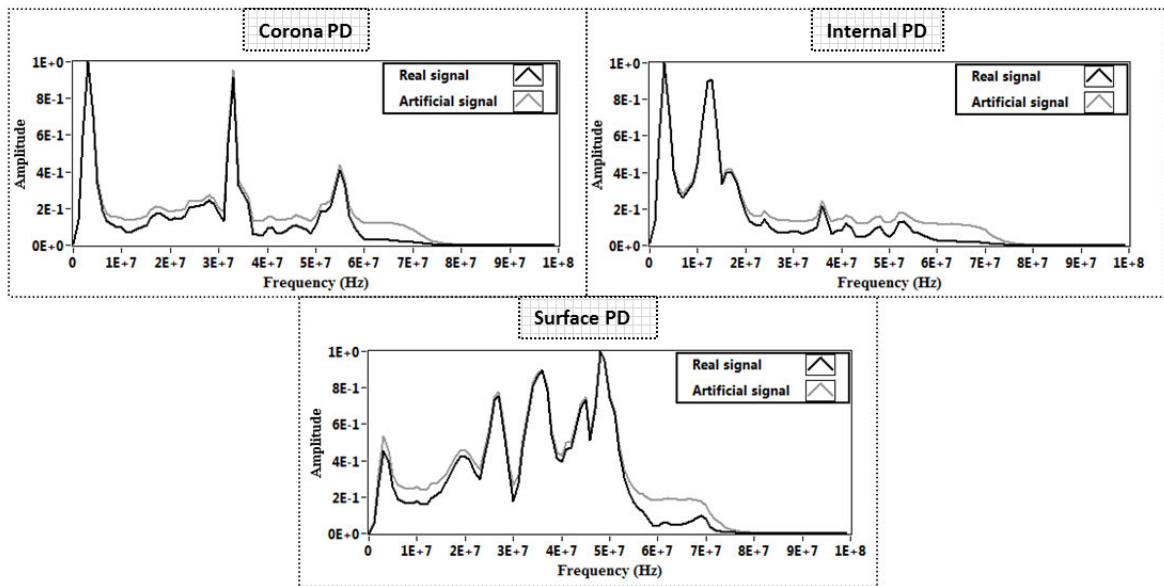 Corona PD
Real signal
Artificial signal
Amplitude
1E+0
8E-1
6E-1
4E-1
2E-1
0E+0
0 1E+7 2E+7 3E+7 4E+7 5E+7 6E+7 7E+7 8E+7 9E+7 1E+8
Frequency (Hz)
Internal PD
Real signal
Artificial signal
Amplitude
1E+0
8E-1
6E-1
4E-1
2E-1
0E+0
0 1E+7 2E+7 3E+7 4E+7 5E+7 6E+7 7E+7 8E+7 9E+7 1E+8
Frequency (Hz)
Surface PD
Real signal
Artificial signal
Amplitude
1E+0
8E-1
6E-1
4E-1
2E-1
0E+0
0 1E+7 2E+7 3E+7 4E+7 5E+7 6E+7 7E+7 8E+7 9E+7 1E+8
Frequency (Hz)